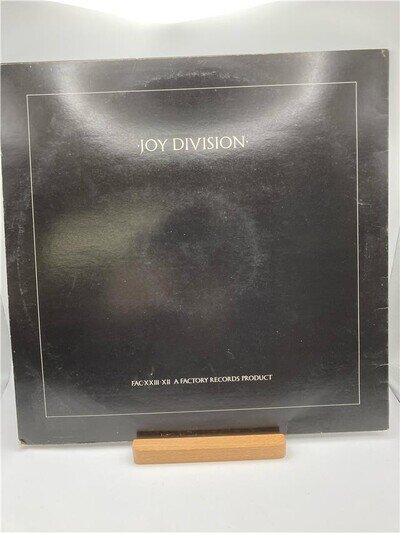 ·JOY DIVISION·
FAC·XXIII·XII A FACTORY RECORDS PRODUCT